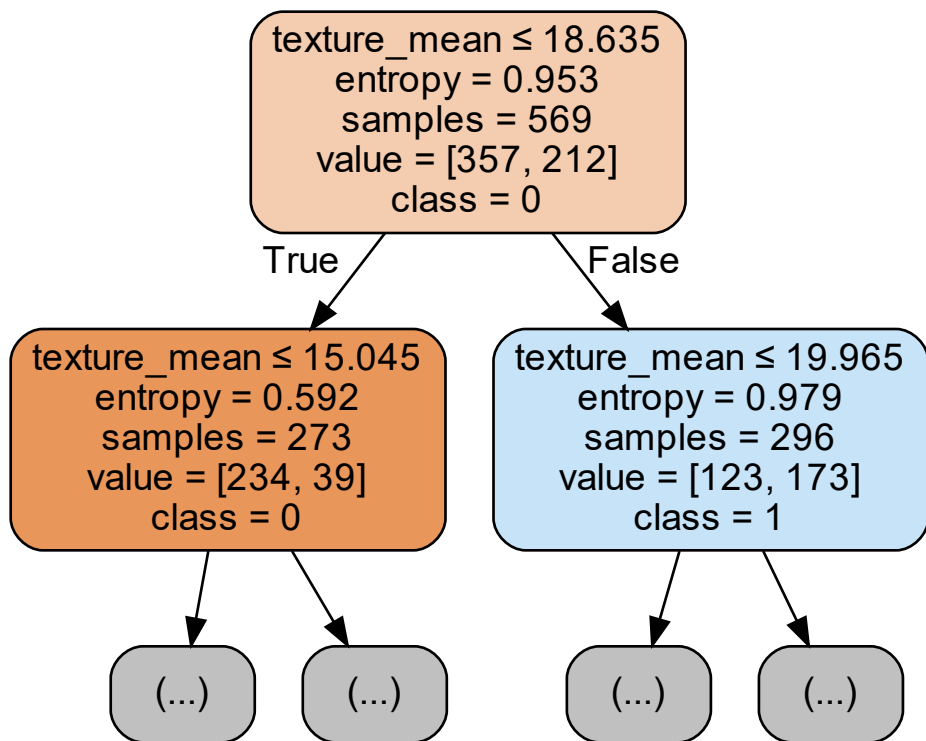 texture_mean ≤ 18.635
entropy = 0.953
samples = 569
value = [357, 212]
class = 0
True
False
texture_mean ≤ 15.045
entropy = 0.592
samples = 273
value = [234, 39]
class = 0
texture_mean ≤ 19.965
entropy = 0.979
samples = 296
value = [123, 173]
class = 1
(...)
(...)
(...)
(...)